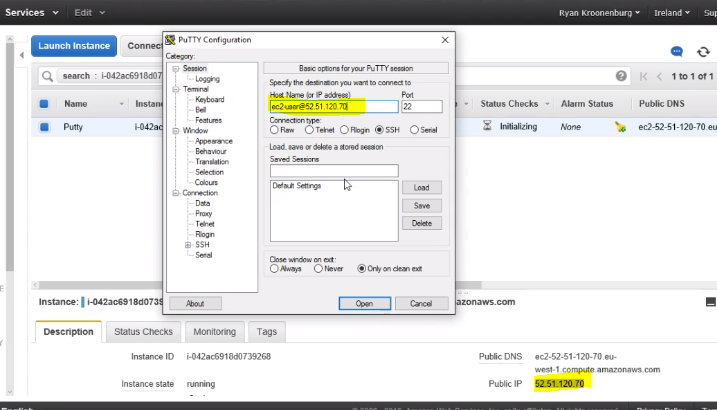 Services Edit Ryan Kroonenburg Ireland
Launch Instance
PuTTY Configuration
search : i-042ac6918d07
1 to 1 of 1
Name
Status Checks Alarm Status Public DNS
Putty i-042ac
Initializing None ec2-52-51-120-70.eu
Category:
Session
Logging
Terminal
Keyboard
Bell
Features
Window
Appearance
Behaviour
Translation
Selection
Colours
Connection
Data
Proxy
Telnet
Rlogin
SSH
Serial
Basic options for your PuTTY session
Specify the destination you want to connect to
Host Name (or IP address) Port
ec2-user@52.51.120.70 22
Connection type:
Raw Telnet Rlogin SSH Serial
Load, save or delete a stored session
Saved Sessions
Default Settings
Load
Save
Delete
Close window on exit:
Always Never Only on clean exit
About Open Cancel
Instance: i-042ac6918d0739
azonaws.com
Description Status Checks Monitoring Tags
Instance ID i-042ac6918d0739268
Public DNS ec2-52-51-120-70.eu-
west-1.compute.amazonaws.com
Instance state running
Public IP 52.51.120.70
English